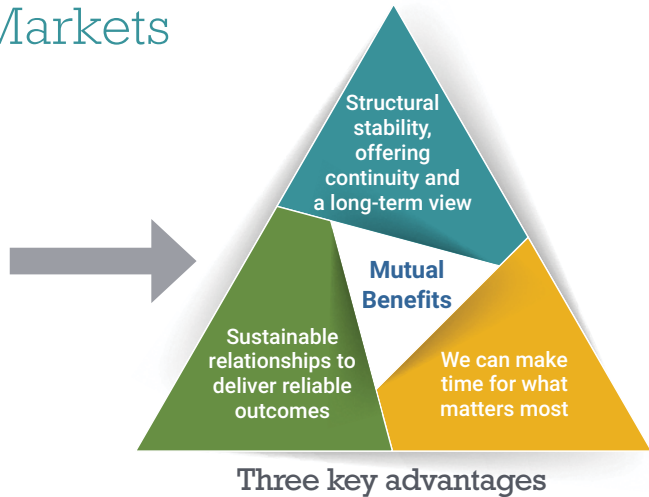 Markets
Structural
stability,
offering
continuity and
a long-term view
Mutual
Benefits
Sustainable
relationships to
deliver reliable
outcomes
We can make
time for what
matters most
Three key advantages